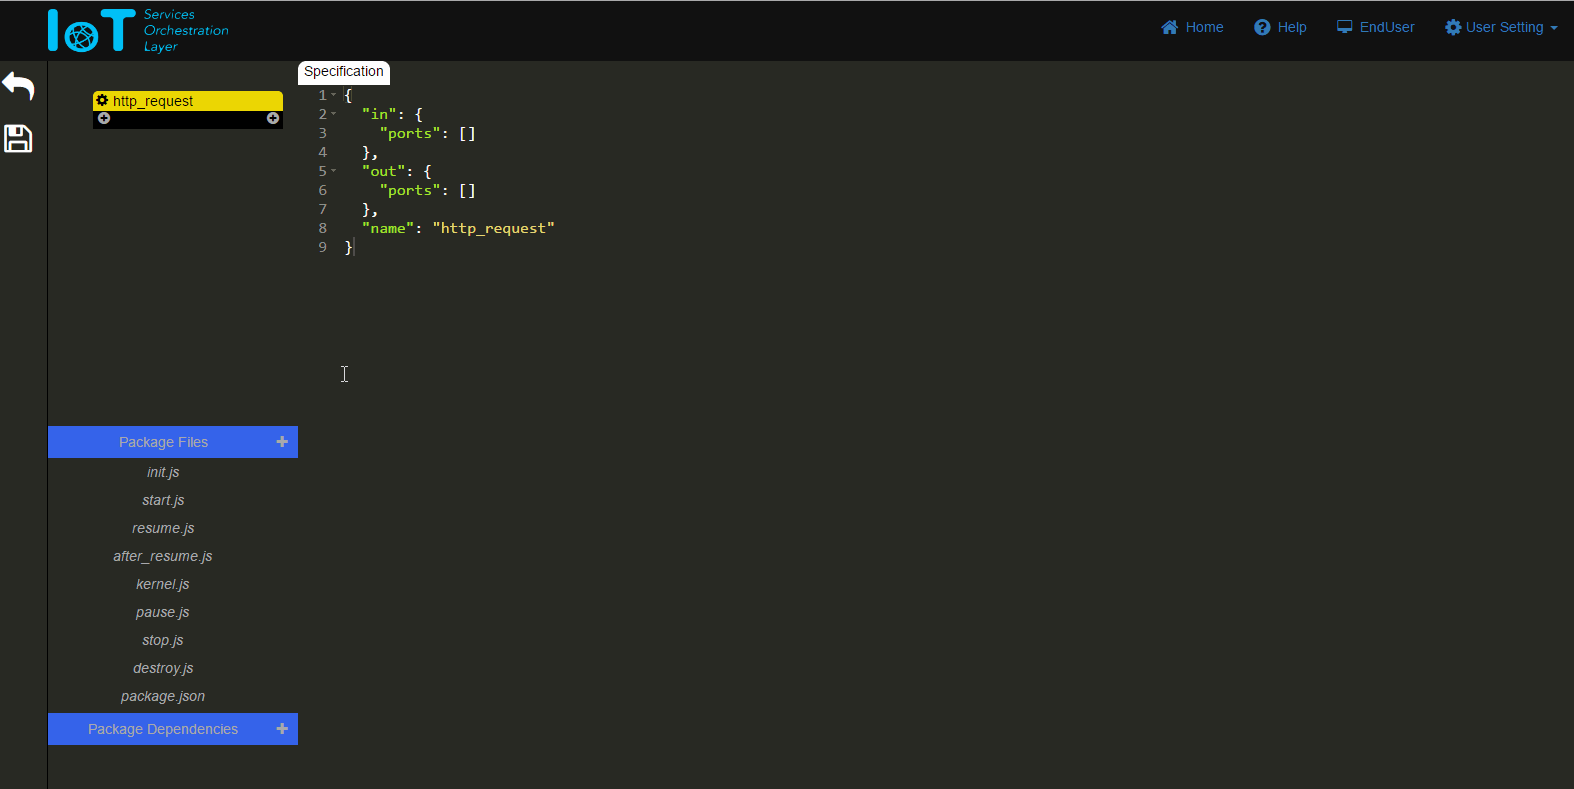 IoT Services
Orchestration
Layer
Home Help EndUser User Setting
http_request
Specification
1 {
2   "in": {
3     "ports": []
4   },
5   "out": {
6     "ports": []
7   },
8   "name": "http_request"
9 }
Package Files
init.js
start.js
resume.js
after_resume.js
kernel.js
pause.js
stop.js
destroy.js
package.json
Package Dependencies